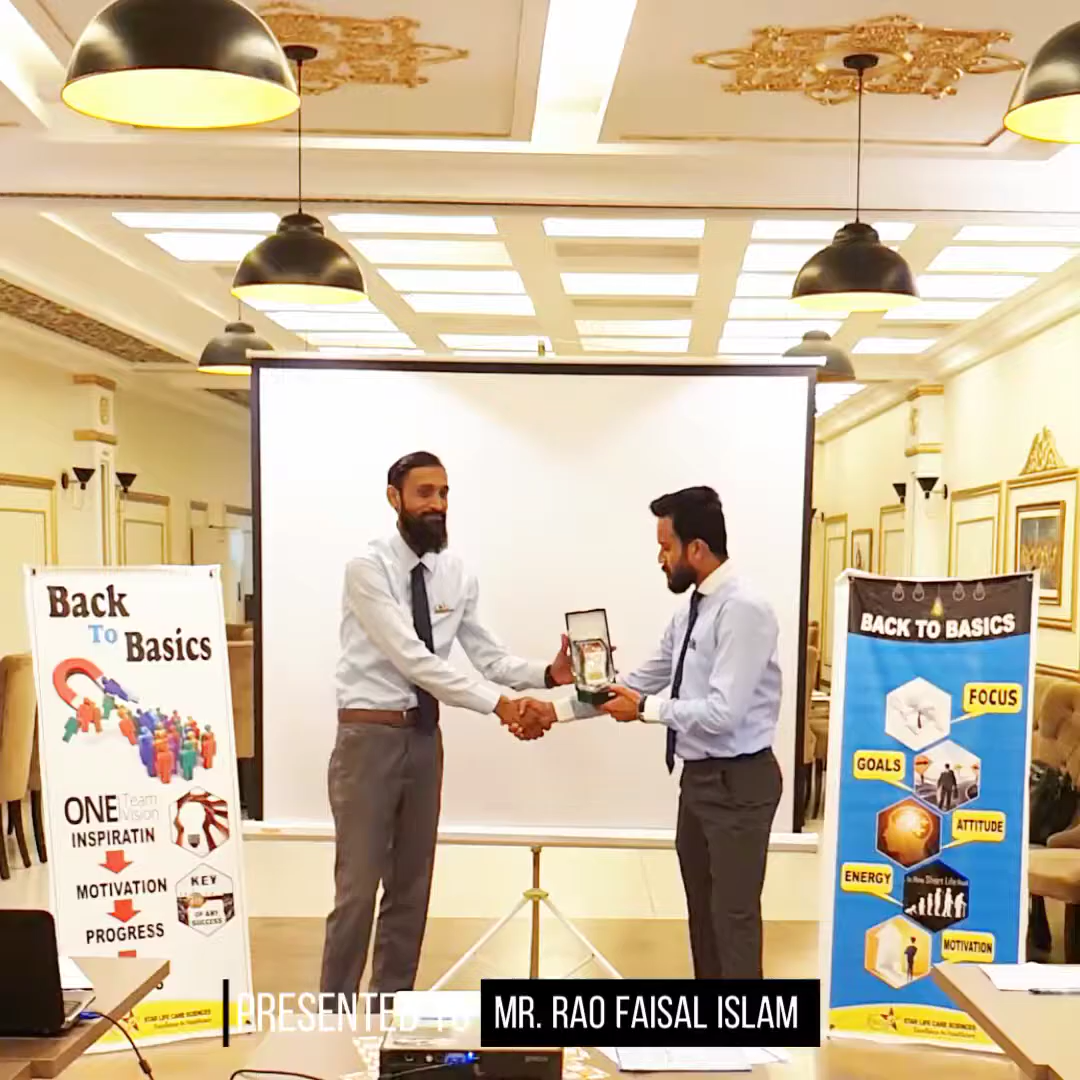 Back
To Basics
ONE Team
Vision
INSPIRATIN
MOTIVATION
KEY
OF ANY
SUCCESS
PROGRESS
STAR LIFE CARE SCIENCES
BACK TO BASICS
FOCUS
GOALS
ATTITUDE
ENERGY
MOTIVATION
STAR LIFE CARE SCIENCES
PRESENTED TO MR. RAO FAISAL ISLAM